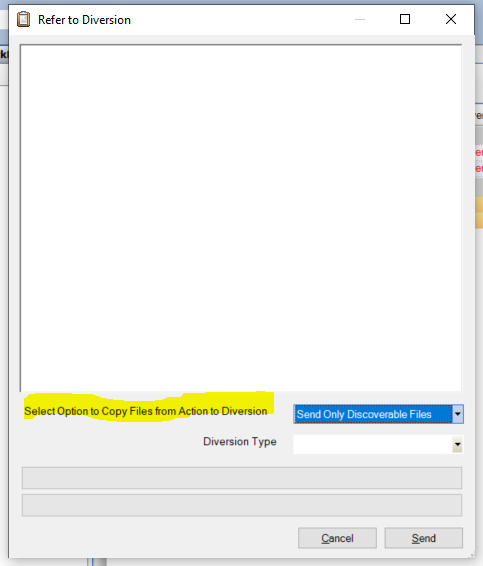 Refer to Diversion
Select Option to Copy Files from Action to Diversion
Send Only Discoverable Files
Diversion Type
Cancel
Send